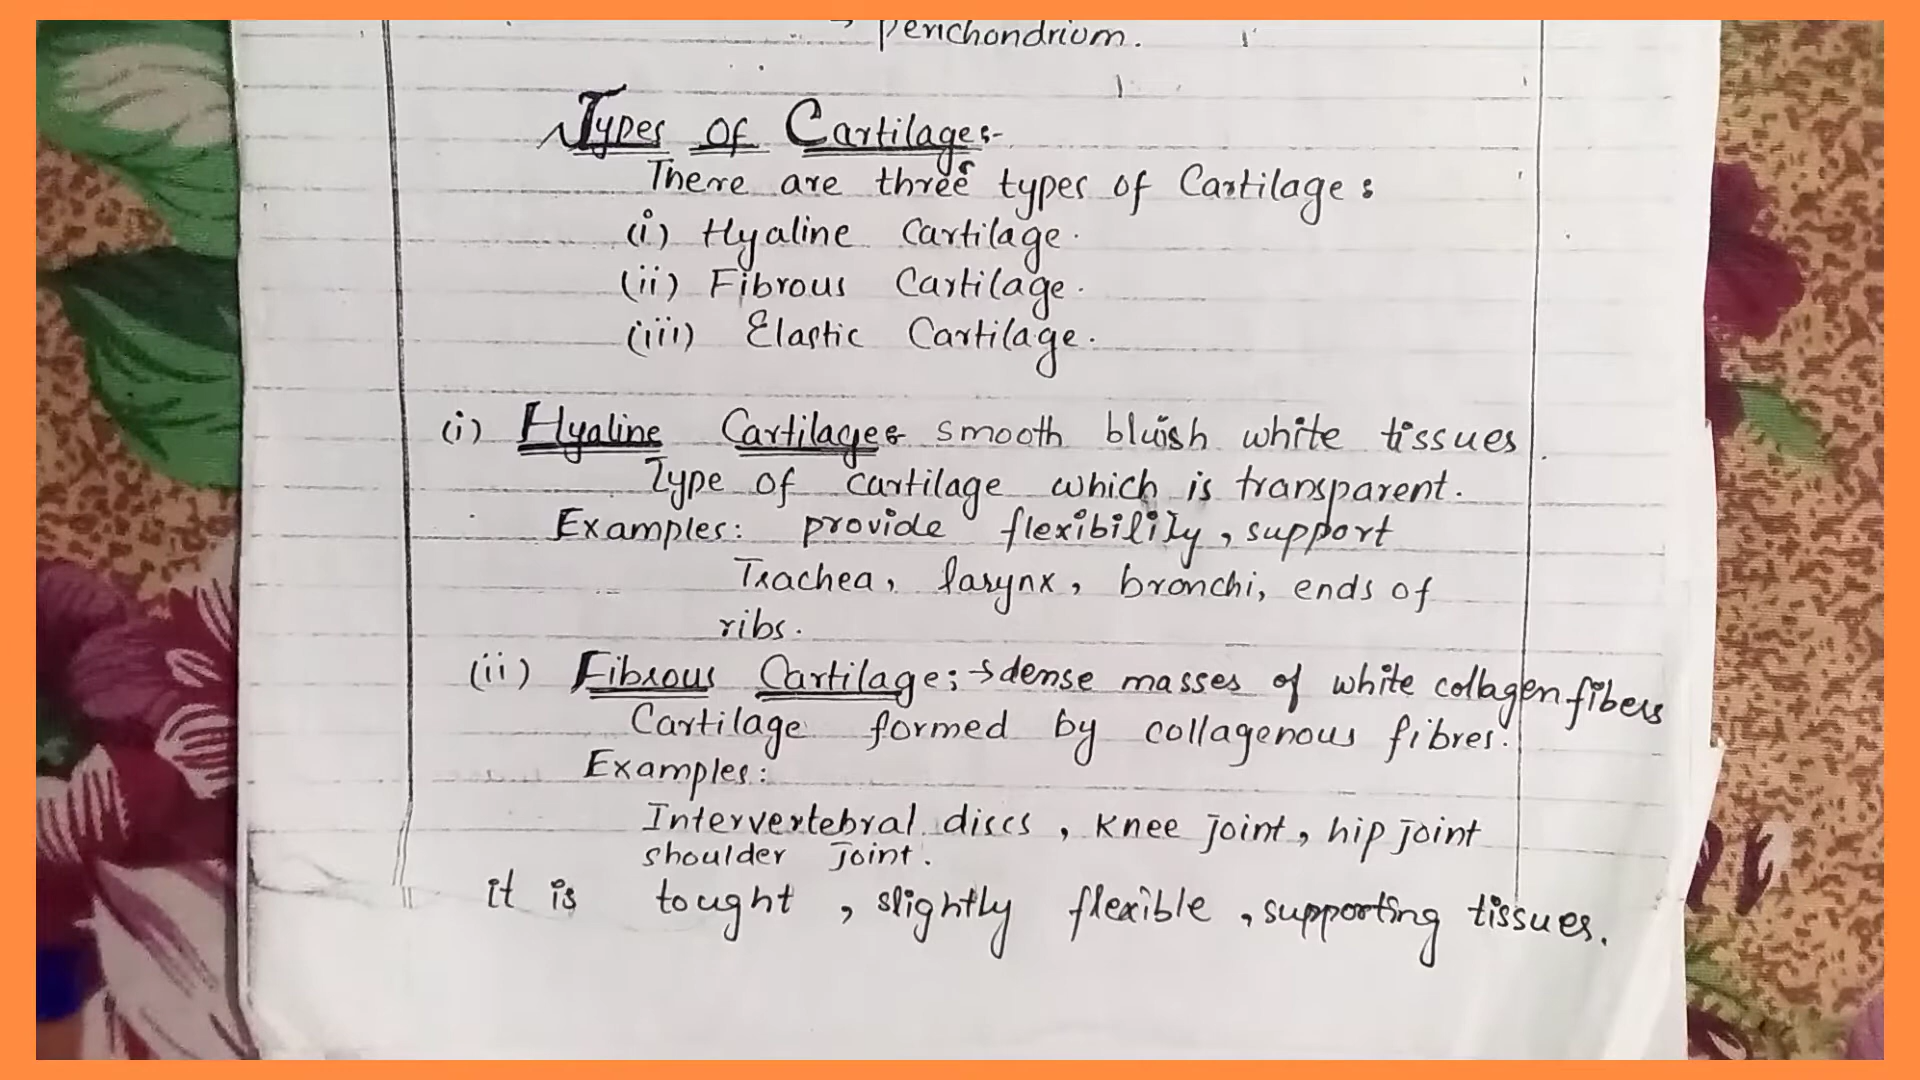 → Perichondrium.
Types of Cartilages-
There are three types of Cartilage:
(i) Hyaline Cartilage.
(ii) Fibrous Cartilage.
(iii) Elastic Cartilage.
(i) Hyaline Cartilage: smooth bluish white tissues
Type of cartilage which is transparent.
Examples: provide flexibility, support
Trachea, larynx, bronchi, ends of
ribs.
(ii) Fibrous Cartilage: → dense masses of white collagen fibers
Cartilage formed by collagenous fibres.
Examples:
Intervertebral discs, Knee joint, hip joint
shoulder joint.
it is tought, slightly flexible, supporting tissues.